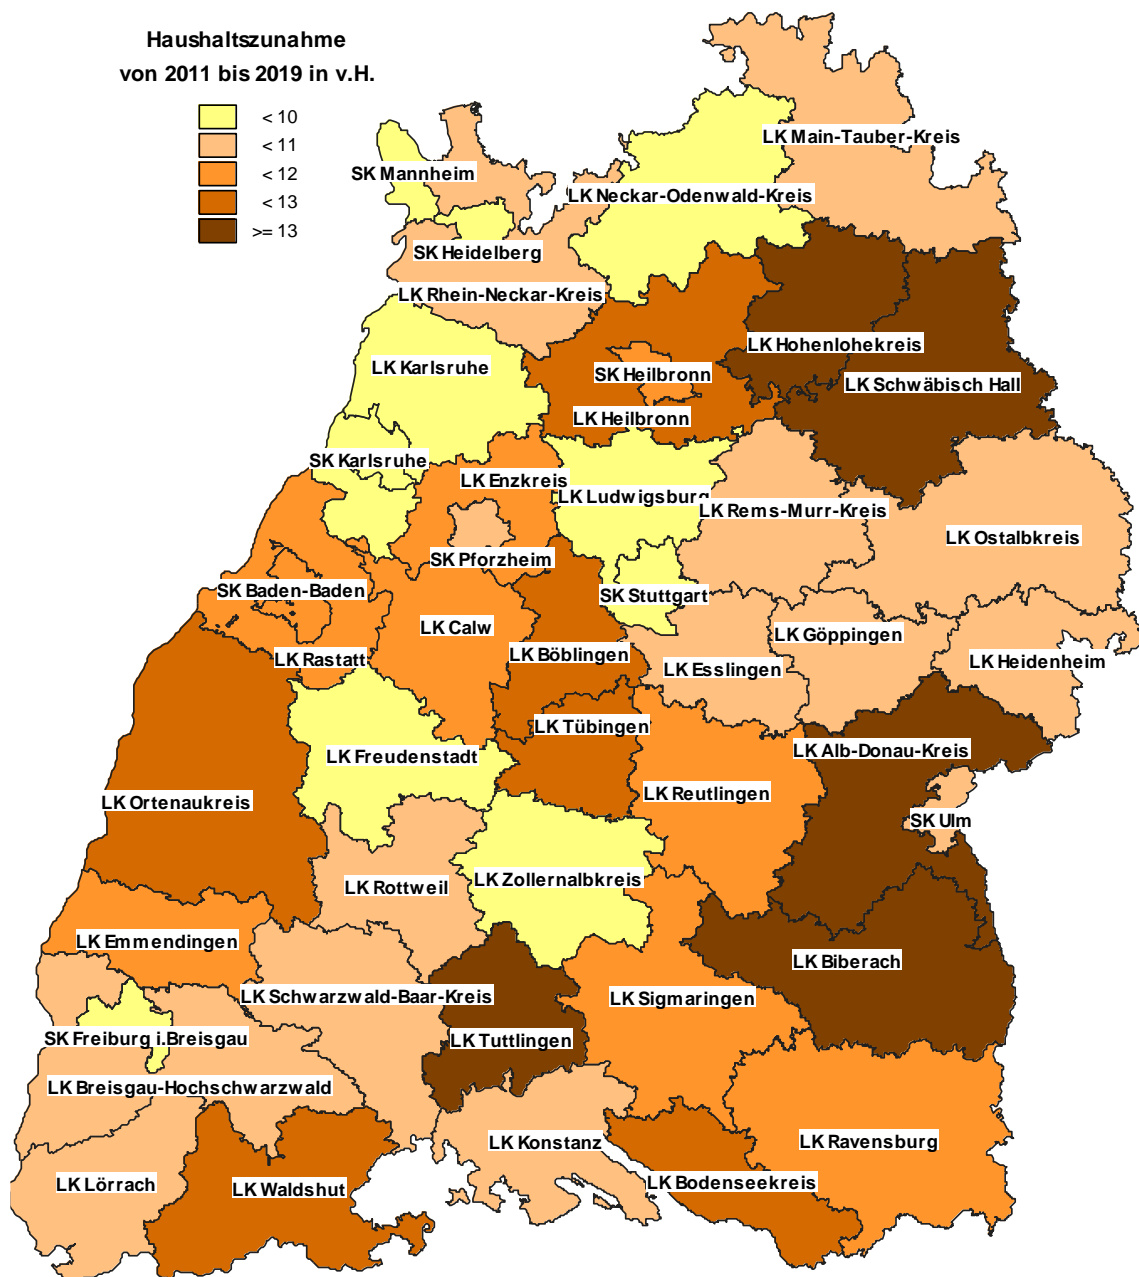 Haushaltszunahme
von 2011 bis 2019 in v.H.
< 10
< 11
< 12
< 13
>= 13
LK Main-Tauber-Kreis
SK Mannheim
LK Neckar-Odenwald-Kreis
SK Heidelberg
LK Rhein-Neckar-Kreis
LK Hohenlohekreis
LK Karlsruhe
SK Heilbronn
LK Schwäbisch Hall
LK Heilbronn
SK Karlsruhe
LK Enzkreis
LK Ludwigsburg
LK Rems-Murr-Kreis
LK Ostalbkreis
SK Pforzheim
SK Baden-Baden
SK Stuttgart
LK Calw
LK Göppingen
LK Rastatt
LK Böblingen
LK Esslingen
LK Heidenheim
LK Tübingen
LK Freudenstadt
LK Alb-Donau-Kreis
LK Ortenaukreis
LK Reutlingen
SK Ulm
LK Rottweil
LK Zollernalbkreis
LK Emmendingen
LK Biberach
LK Schwarzwald-Baar-Kreis
LK Sigmaringen
SK Freiburg i.Breisgau
LK Tuttlingen
LK Breisgau-Hochschwarzwald
LK Konstanz
LK Ravensburg
LK Lörrach
LK Waldshut
LK Bodenseekreis